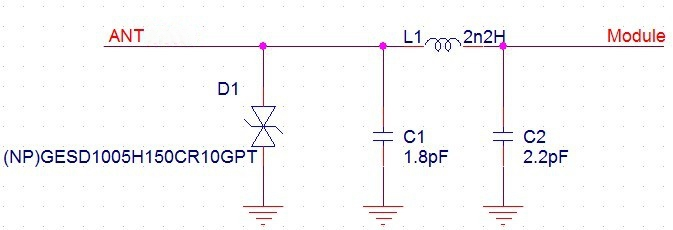 ANT
L1
2n2H
Module
D1
(NP)GESD1005H150CR10GPT
C1
1.8pF
C2
2.2pF